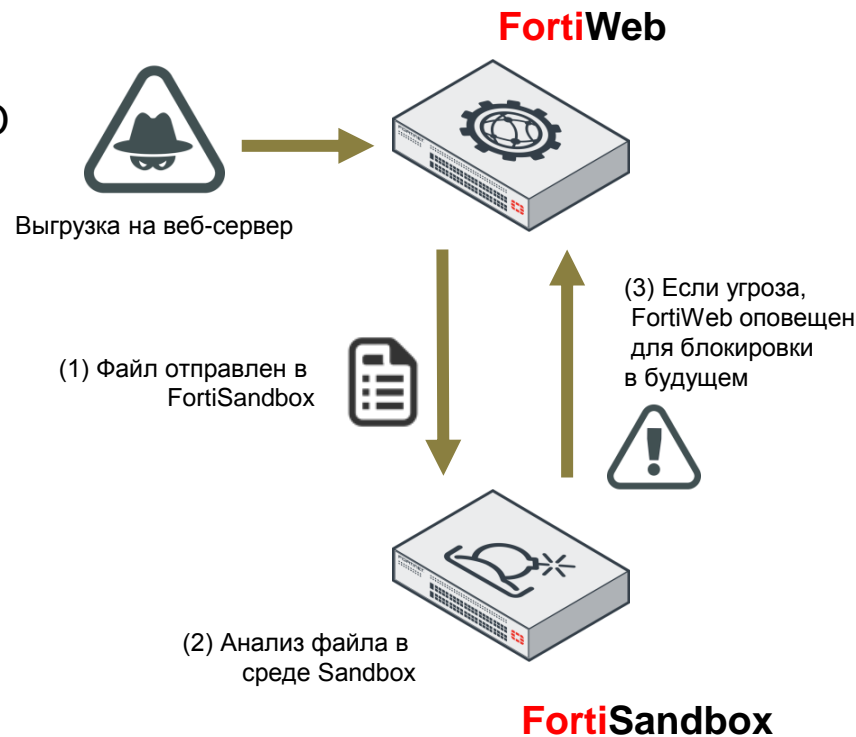 FortiWeb
Выгрузка на веб-сервер
(3) Если угроза,
FortiWeb оповещен
для блокировки
в будущем
(1) Файл отправлен в
FortiSandbox
(2) Анализ файла в
среде Sandbox
FortiSandbox